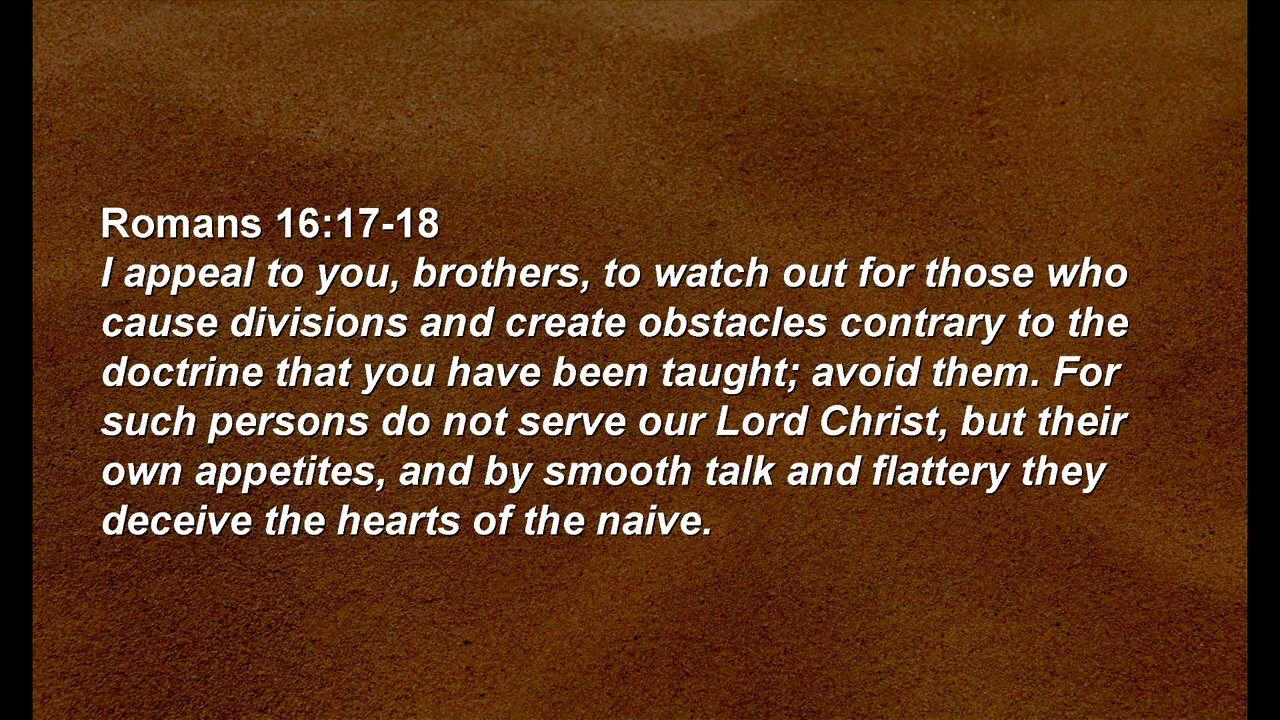 Romans 16:17-18
I appeal to you, brothers, to watch out for those who
cause divisions and create obstacles contrary to the
doctrine that you have been taught; avoid them. For
such persons do not serve our Lord Christ, but their
own appetites, and by smooth talk and flattery they
deceive the hearts of the naive.